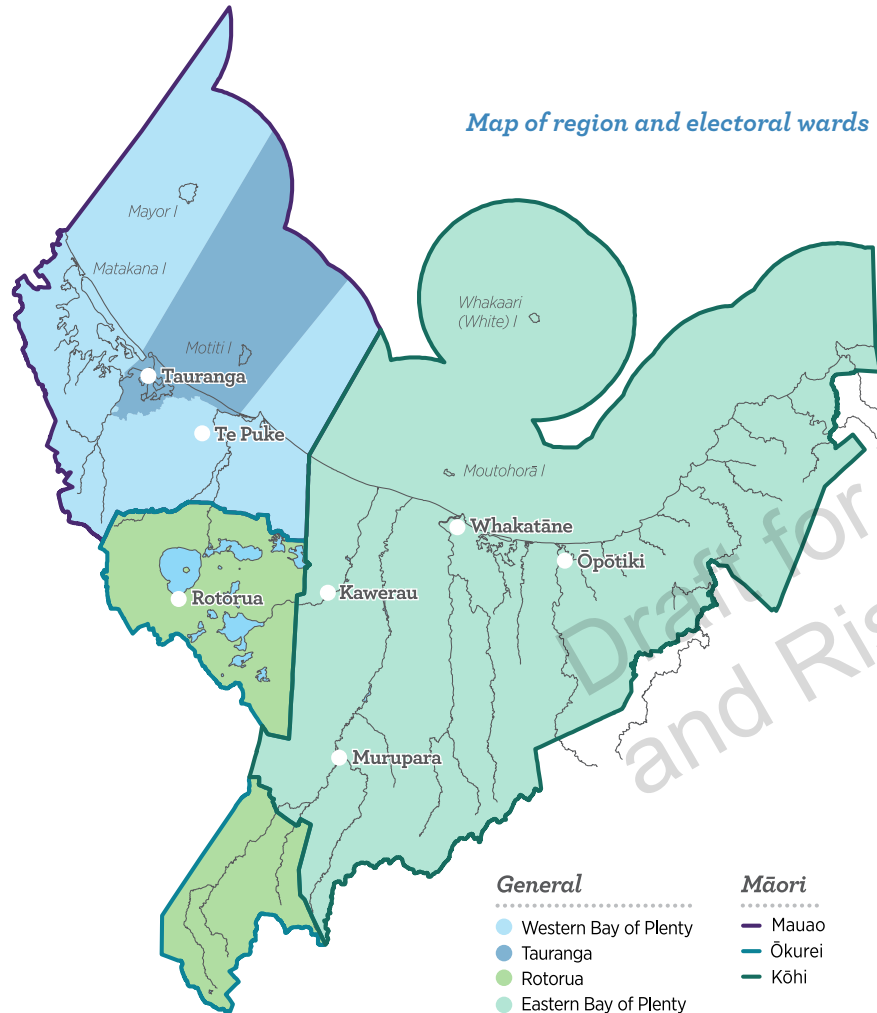 Map of region and electoral wards
Mayor I
Matakana I
Whakaari
(White) I
Motiti I
Tauranga
Te Puke
Moutohorā I
Whakatāne
Ōpōtiki
Rotorua
Kawerau
Murupara
Draft for
and Ris
General
Western Bay of Plenty
Tauranga
Rotorua
Eastern Bay of Plenty
Māori
Mauao
Ōkurei
Kōhi